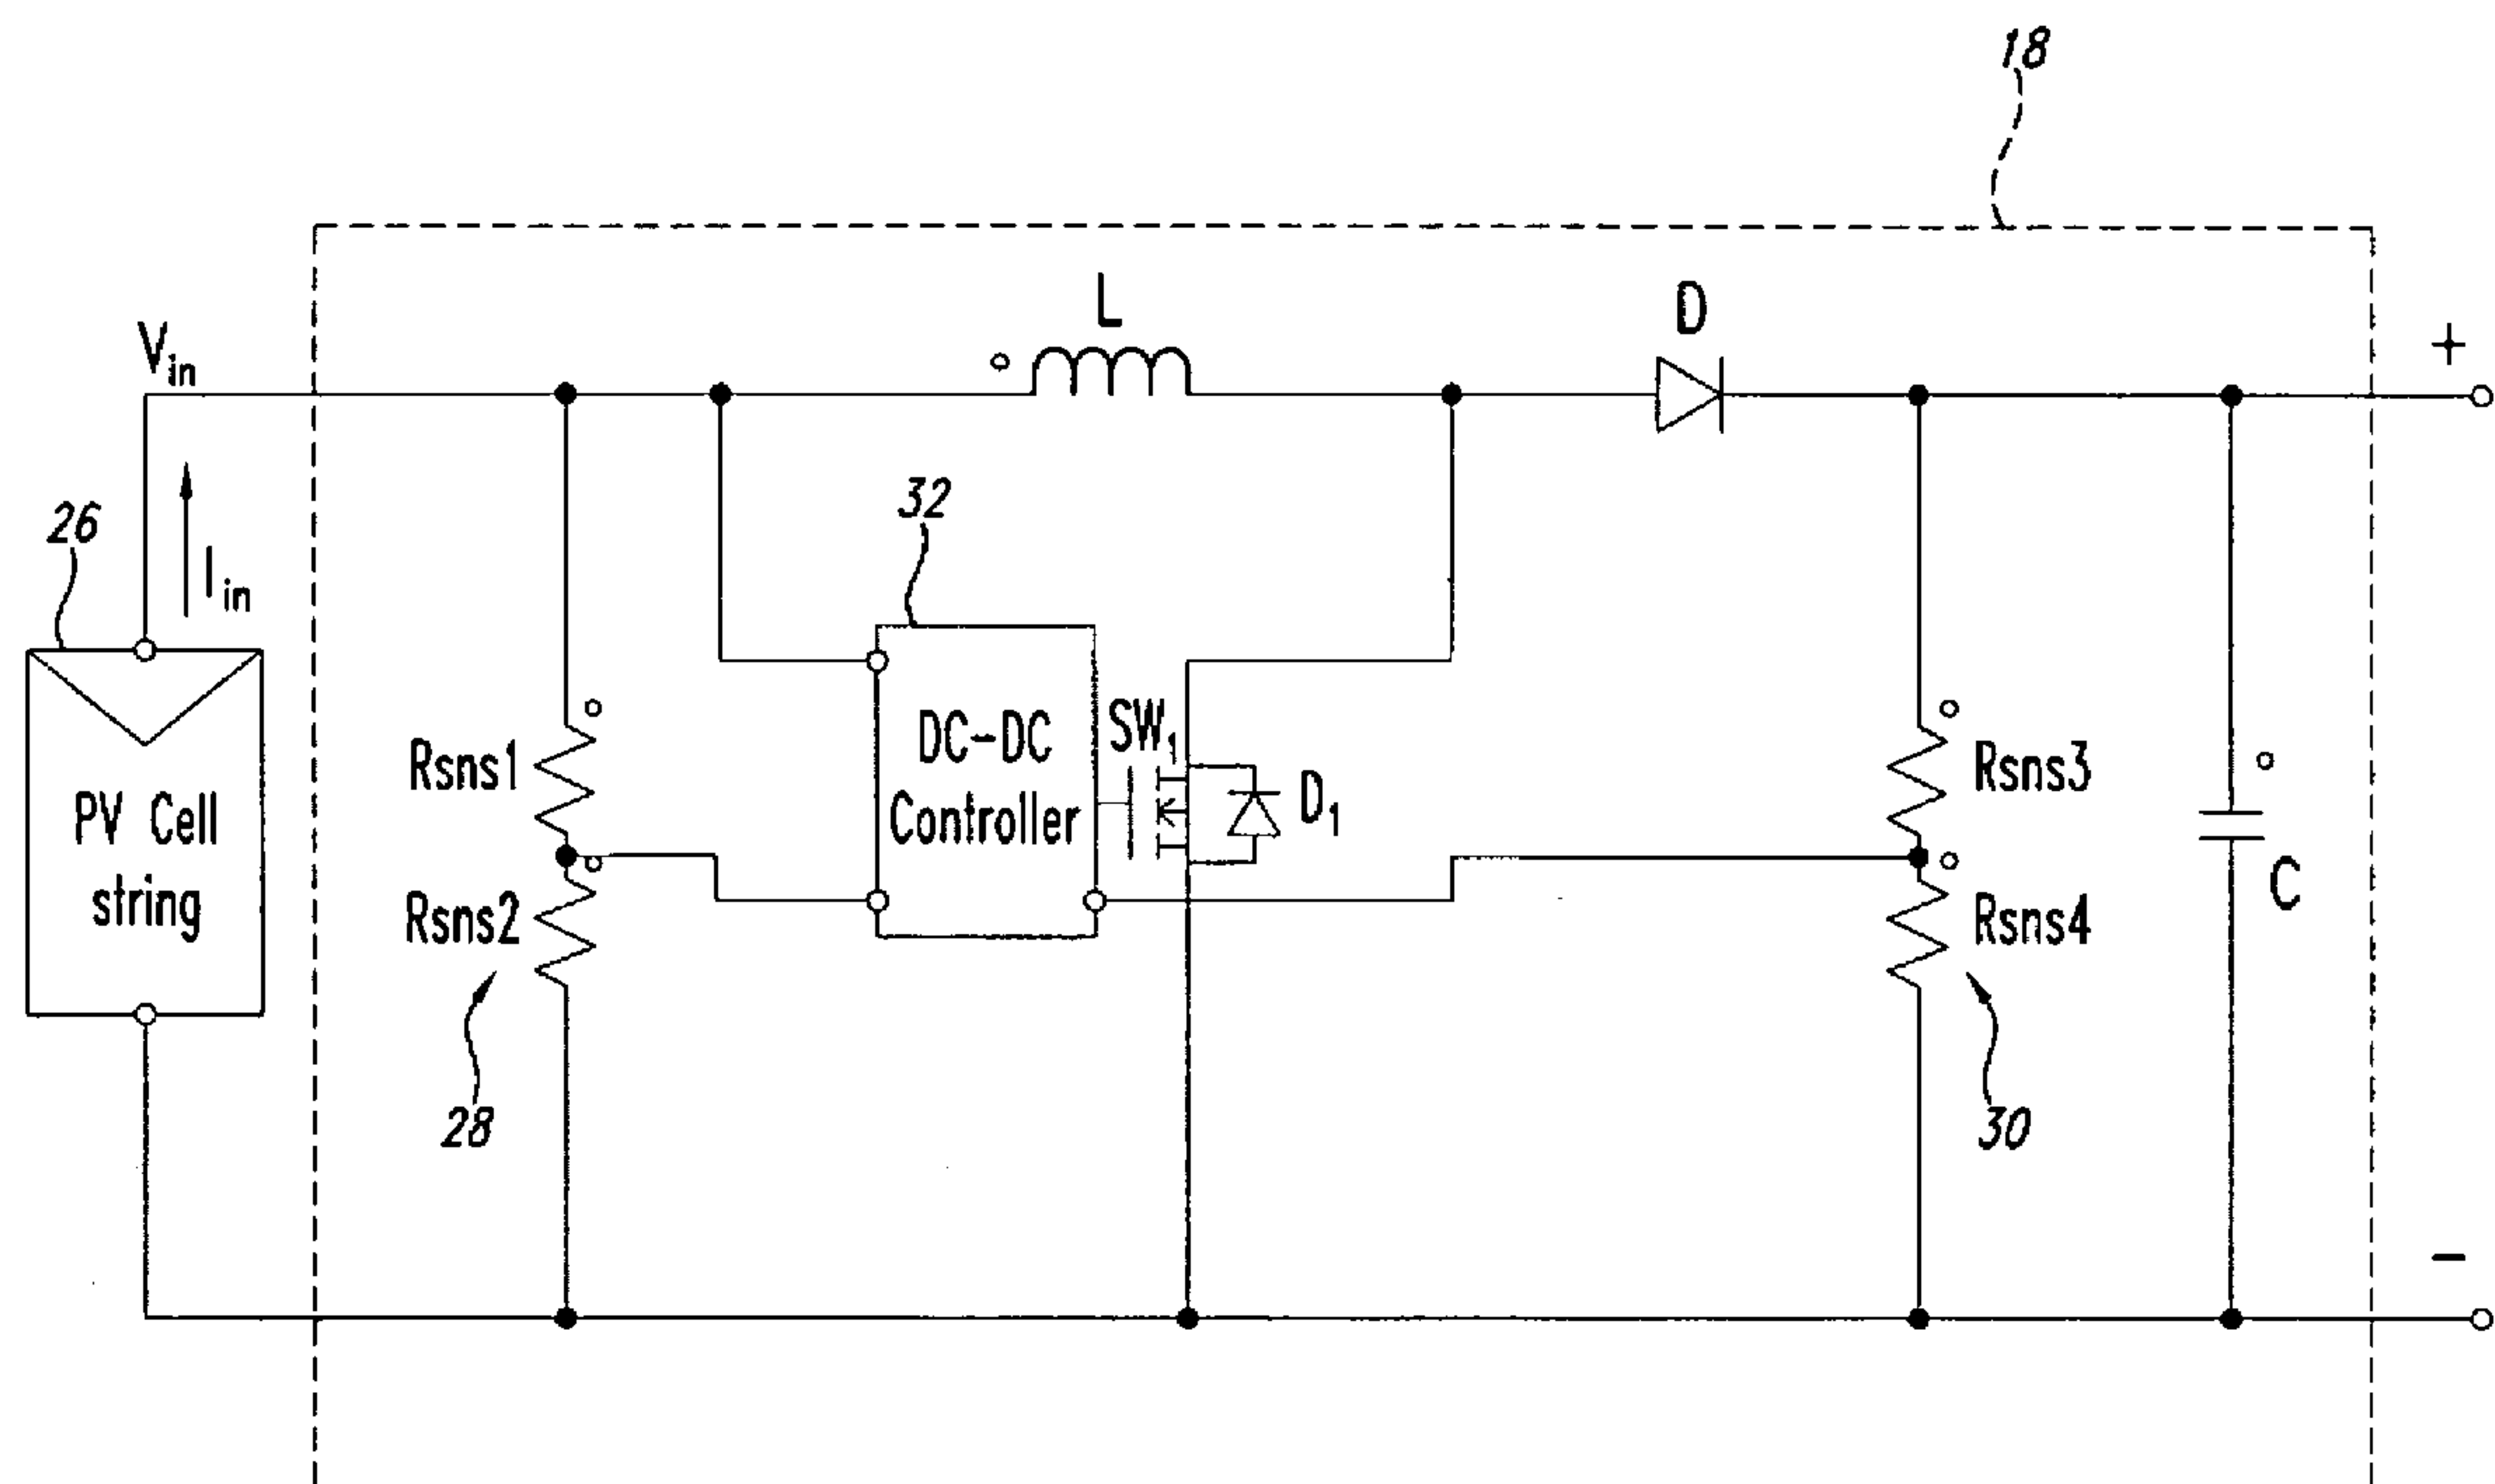 18
L
D
Vin
+
32
26
Iin
SW1
DC-DC
Controller
Rsns1
D1
Rsns3
PV Cell
string
C
Rsns2
Rsns4
28
30
-